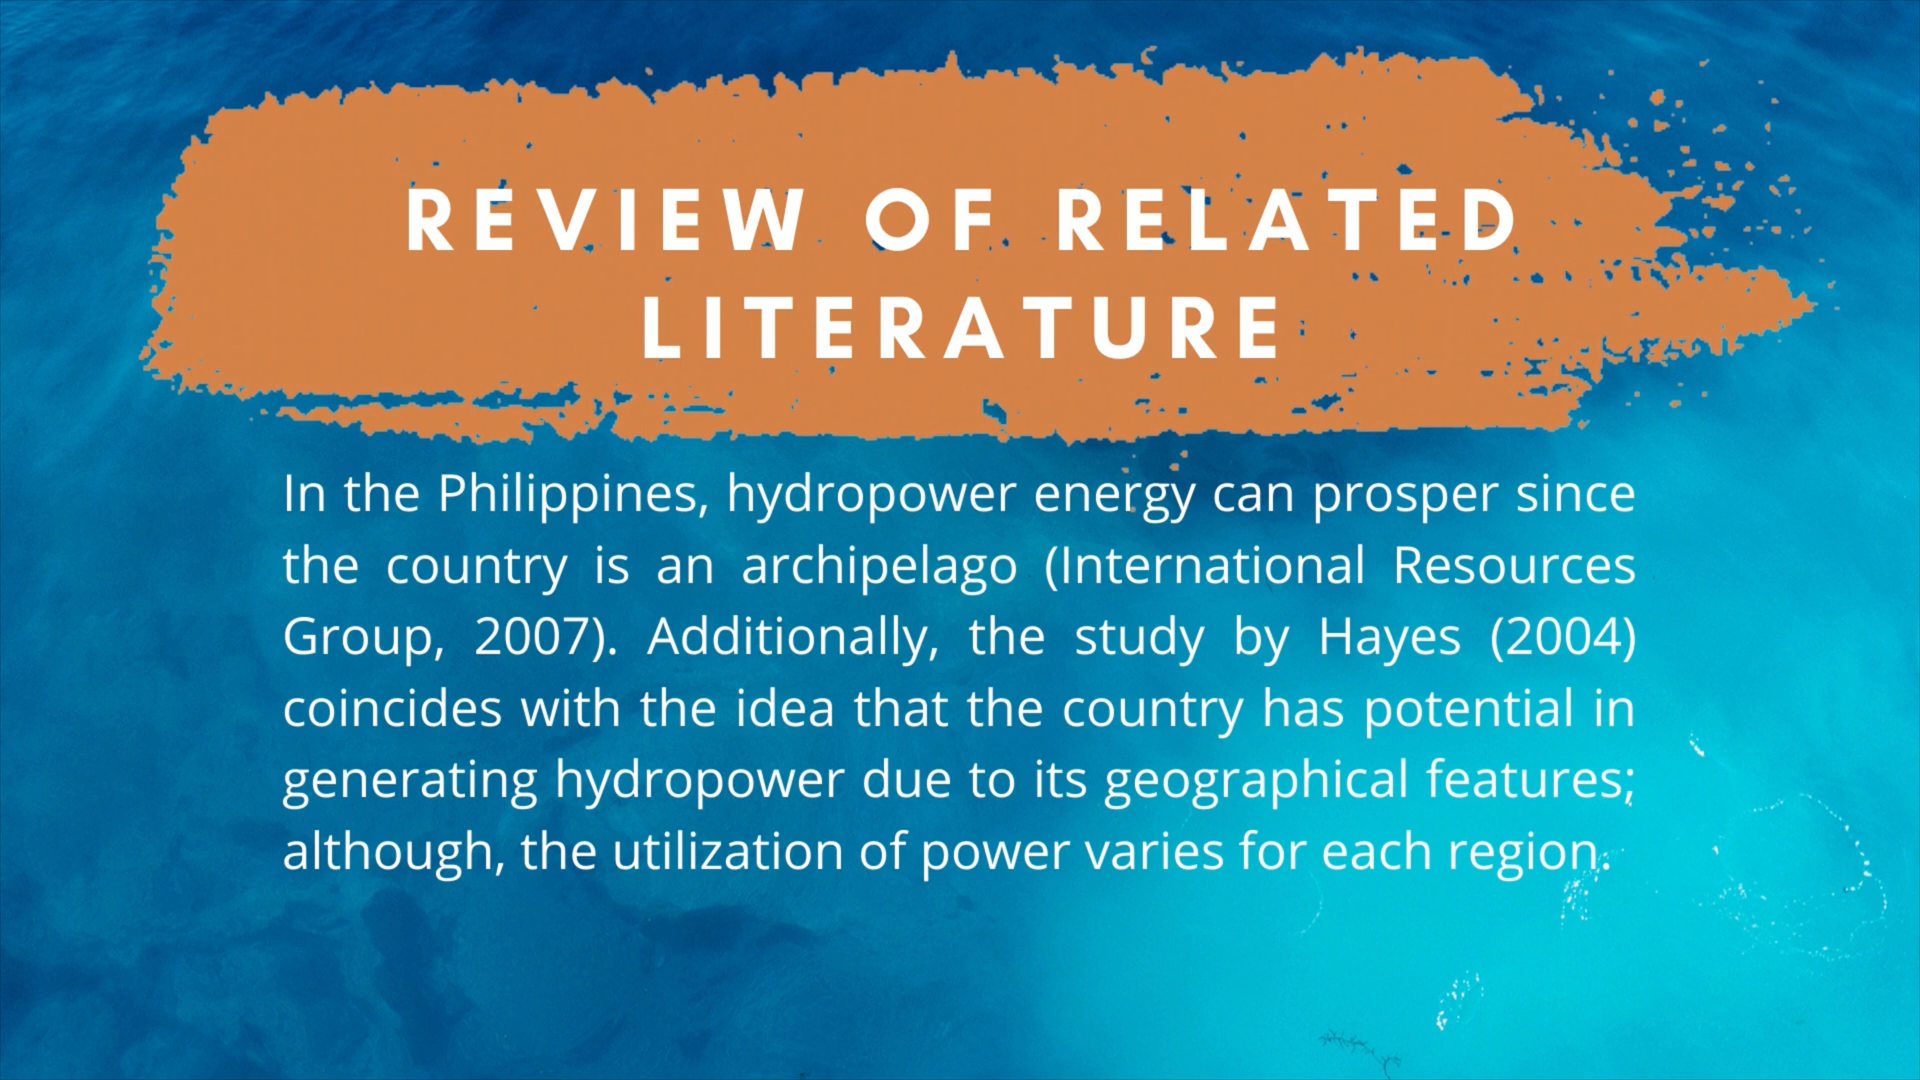 REVIEW OF RELATED
LITERATURE
In the Philippines, hydropower energy can prosper since
the country is an archipelago (International Resources
Group, 2007). Additionally, the study by Hayes (2004)
coincides with the idea that the country has potential in
generating hydropower due to its geographical features;
although, the utilization of power varies for each region.